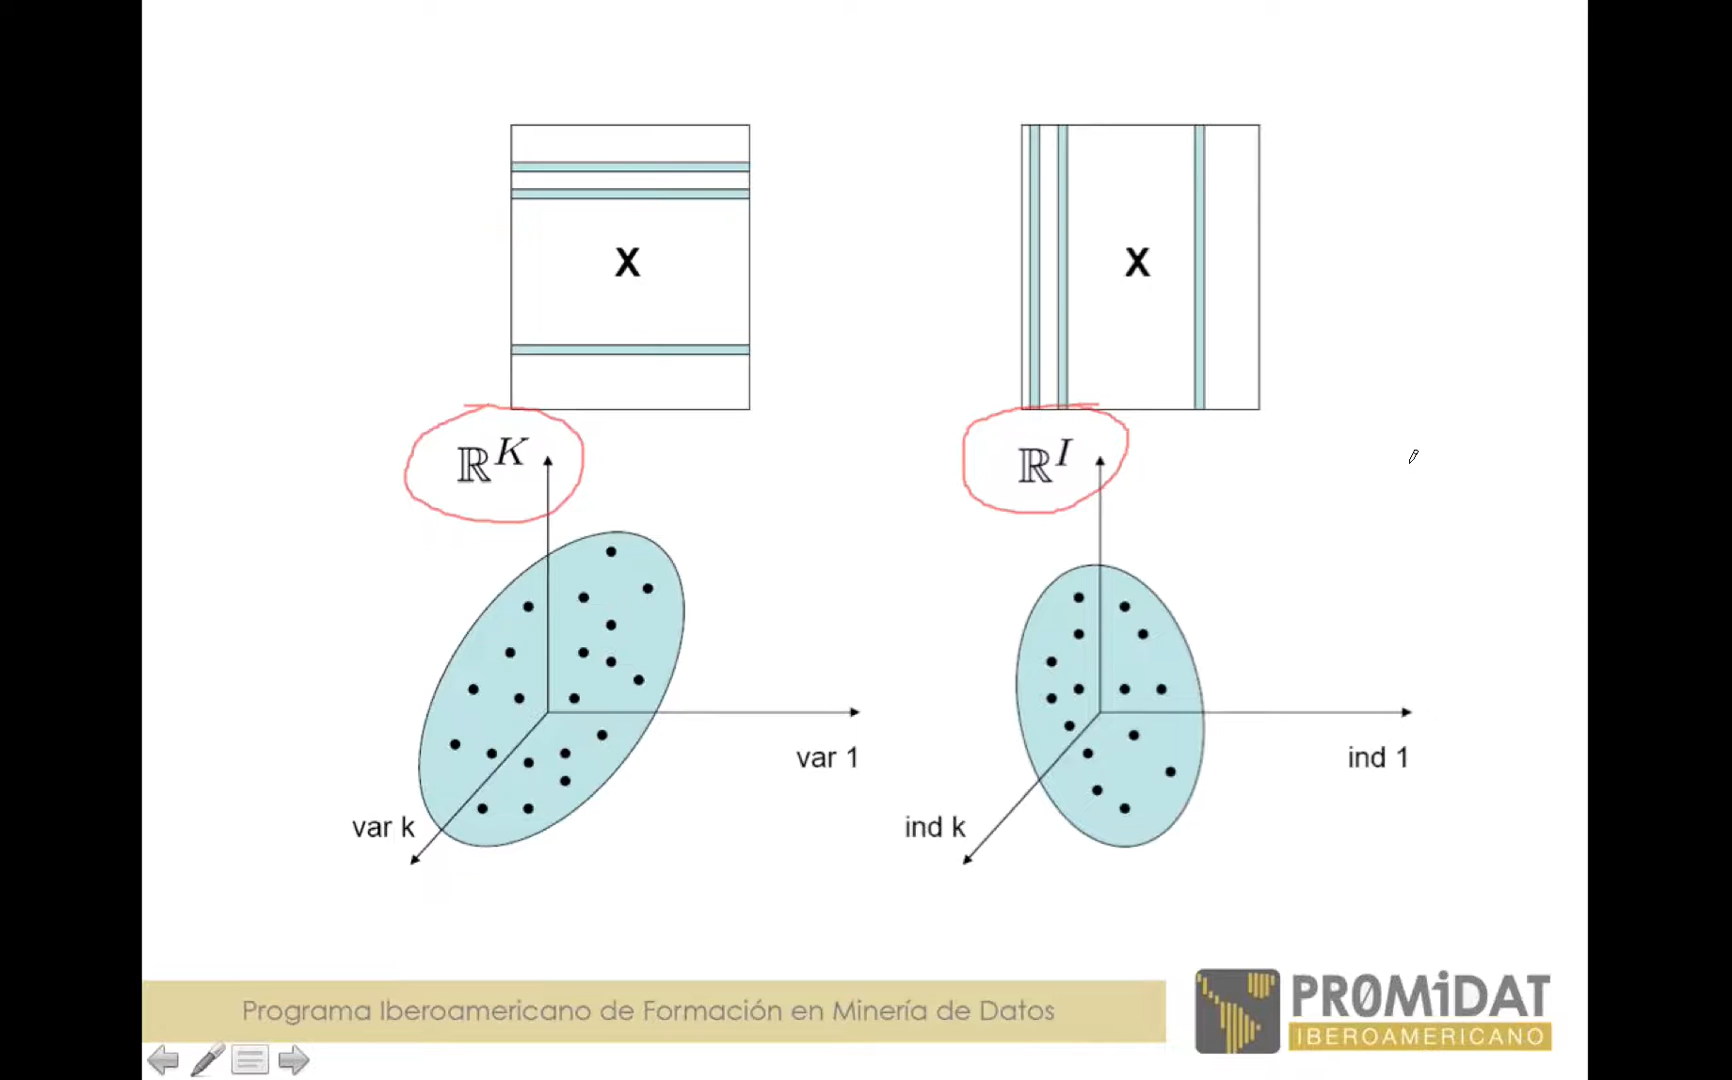 X
X
ℝ^K
ℝ^I
var 1
ind 1
var k
ind k
Programa Iberoamericano de Formación en Minería de Datos
PR0MiDAT
IBEROAMERICANO